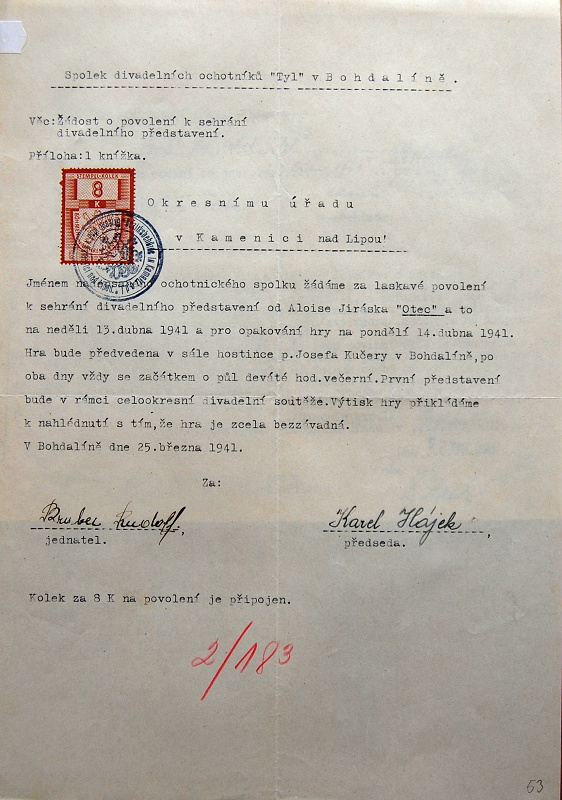 Spolek divadelních ochotníků "Tyl" v Bohdalíně.
Věc:Žádost o povolení k sehrání
divadelního představení.
Příloha:1 knížka.
STEMPEL-KOLEK
8
K
Okresnímu úřadu
v Kamenici nad Lipou!
Jménem ochotnického spolku žádáme za laskavé povolení
k sehrání divadelního představení od Aloise Jiráska "Otec" a to
na neděli 13.dubna 1941 a pro opakování hry na pondělí 14.dubna 1941.
Hra bude předvedena v sále hostince p.Josefa Kučery v Bohdalíně,po
oba dny vždy se začátkem o půl deváté hod.večerní.První představení
bude v rámci celookresní divadelní soutěže.Výtisk hry přikládáme
k nahlédnutí s tím,že hra je zcela bezzávadní.
V Bohdalíně dne 25.března 1941.
Za:
Rudolf,
Karel Hájek,
jednatel.
předseda.
Kolek za 8 K na povolení je připojen.
2/183
63